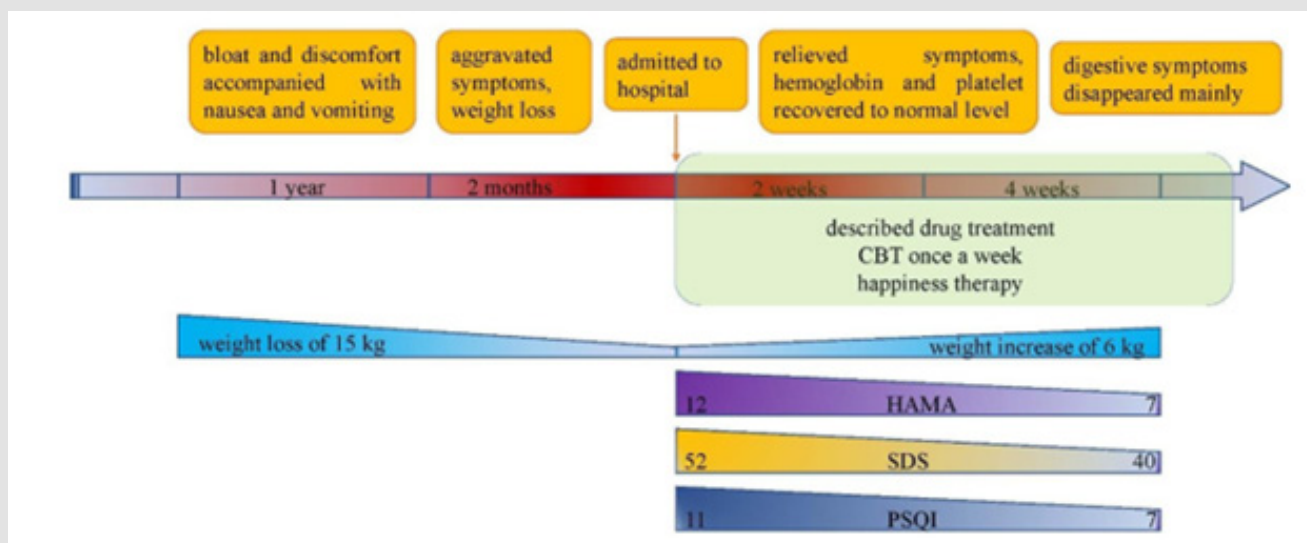 bloat and discomfort
accompanied with
nausea and vomiting
aggravated
symptoms,
weight loss
admitted to
hospital
relieved symptoms,
hemoglobin and platelet
recovered to normal level
digestive symptoms
disappeared mainly
1 year
2 months
2 weeks
4 weeks
described drug treatment
CBT once a week
happiness therapy
weight loss of 15 kg
weight increase of 6 kg
12 HAMA 7
52 SDS 40
11 PSQI 7